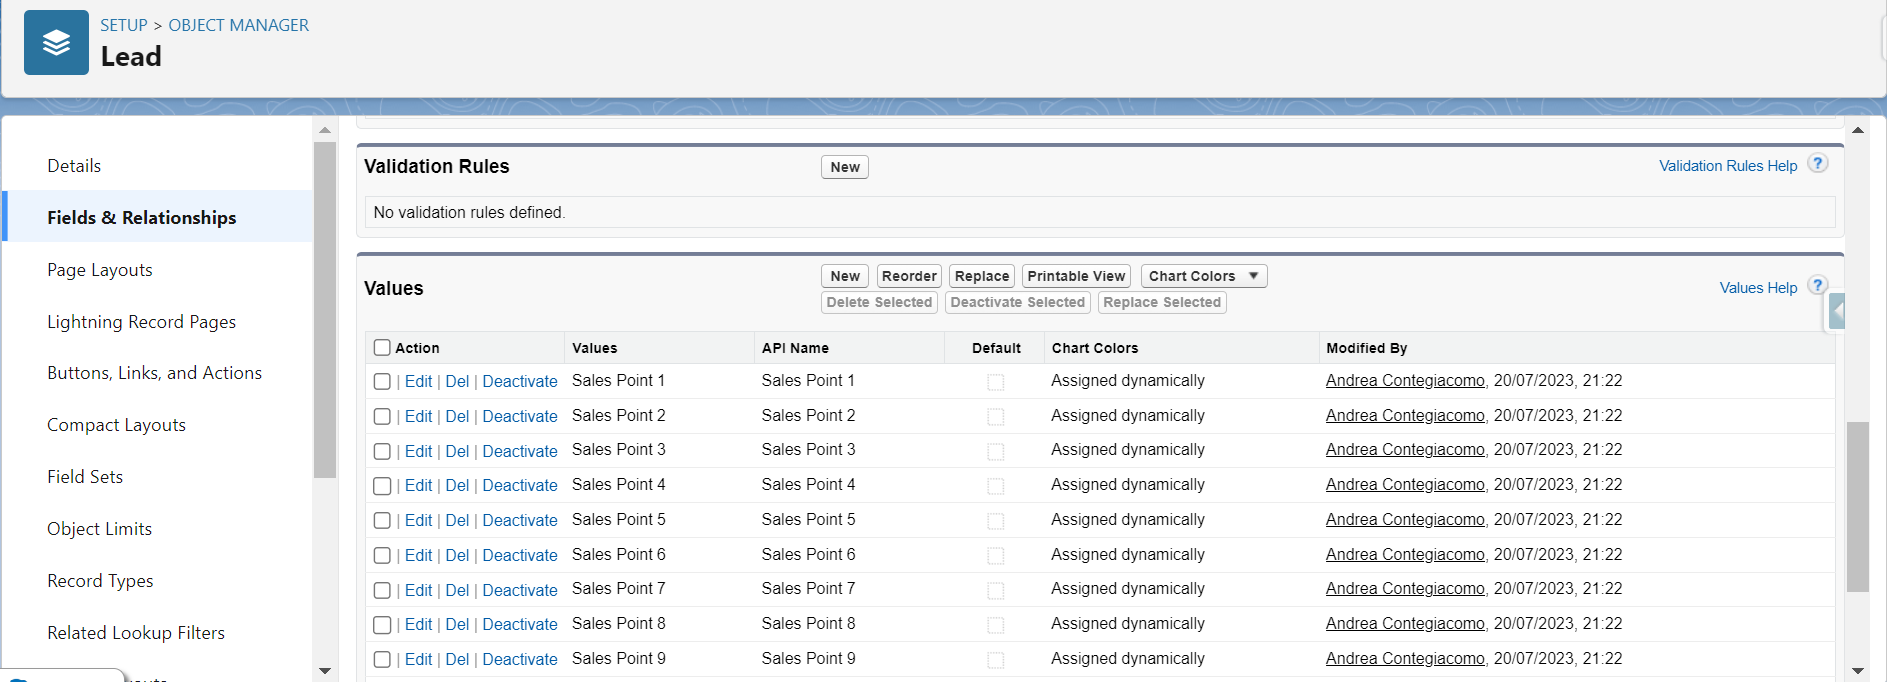 SETUP > OBJECT MANAGER
Lead
Details
Fields & Relationships
Page Layouts
Lightning Record Pages
Buttons, Links, and Actions
Compact Layouts
Field Sets
Object Limits
Record Types
Related Lookup Filters
Validation Rules New Validation Rules Help ?
No validation rules defined.
Values New Reorder Replace Printable View Chart Colors ▼ Values Help ?
Delete Selected Deactivate Selected Replace Selected
Action Values API Name Default Chart Colors Modified By
| Edit | Del | Deactivate Sales Point 1 Sales Point 1 Assigned dynamically Andrea Contegiacomo, 20/07/2023, 21:22
| Edit | Del | Deactivate Sales Point 2 Sales Point 2 Assigned dynamically Andrea Contegiacomo, 20/07/2023, 21:22
| Edit | Del | Deactivate Sales Point 3 Sales Point 3 Assigned dynamically Andrea Contegiacomo, 20/07/2023, 21:22
| Edit | Del | Deactivate Sales Point 4 Sales Point 4 Assigned dynamically Andrea Contegiacomo, 20/07/2023, 21:22
| Edit | Del | Deactivate Sales Point 5 Sales Point 5 Assigned dynamically Andrea Contegiacomo, 20/07/2023, 21:22
| Edit | Del | Deactivate Sales Point 6 Sales Point 6 Assigned dynamically Andrea Contegiacomo, 20/07/2023, 21:22
| Edit | Del | Deactivate Sales Point 7 Sales Point 7 Assigned dynamically Andrea Contegiacomo, 20/07/2023, 21:22
| Edit | Del | Deactivate Sales Point 8 Sales Point 8 Assigned dynamically Andrea Contegiacomo, 20/07/2023, 21:22
| Edit | Del | Deactivate Sales Point 9 Sales Point 9 Assigned dynamically Andrea Contegiacomo, 20/07/2023, 21:22